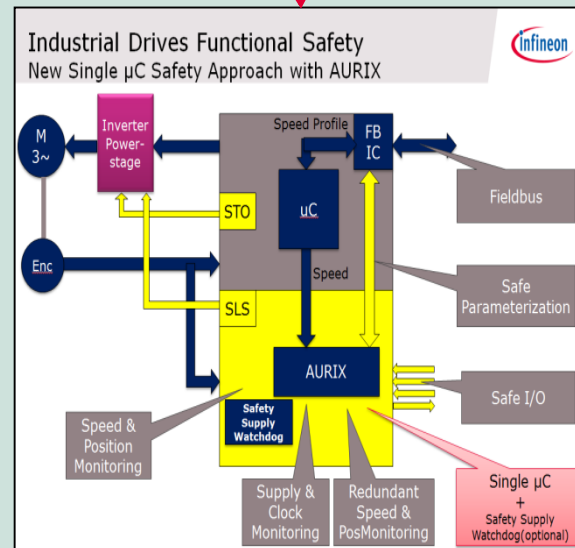 Industrial Drives Functional Safety
New Single µC Safety Approach with AURIX
infineon
M
3~
Inverter
Power-
stage
Speed Profile
FB
IC
Fieldbus
STO
µC
Enc
Speed
Safe
Parameterization
SLS
AURIX
Safe I/O
Safety
Supply
Watchdog
Speed &
Position
Monitoring
Supply &
Clock
Monitoring
Redundant
Speed &
PosMonitoring
Single µC
+
Safety Supply
Watchdog(optional)